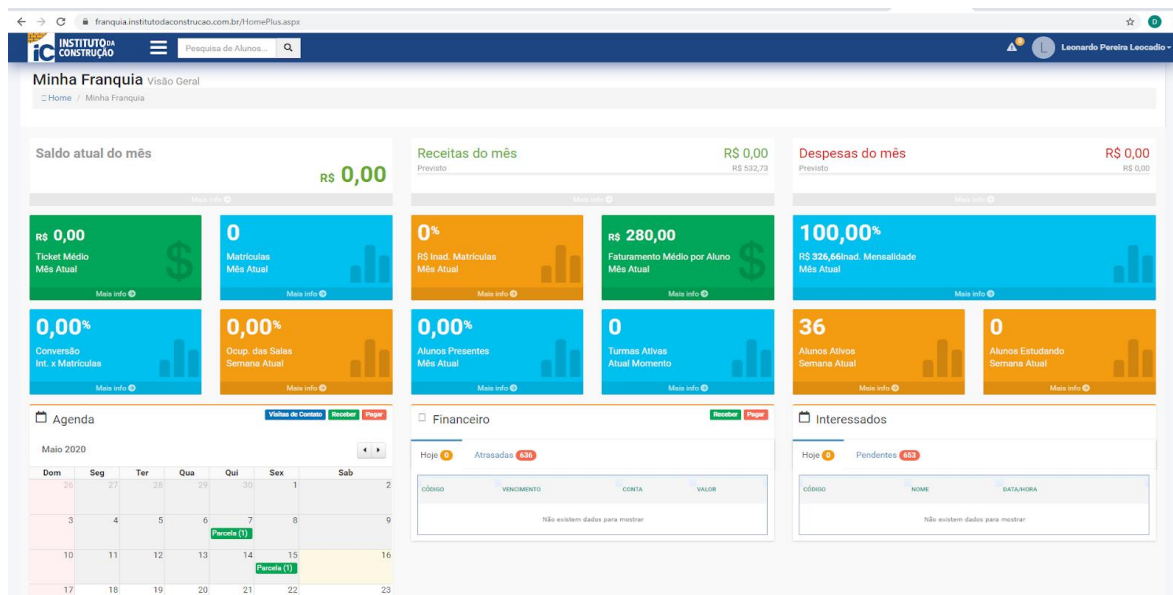 franquia.institutodaconstrucao.com.br/HomePlus.aspx
D
iC INSTITUTO DA CONSTRUÇÃO
Pesquisa de Alunos...
L Leonardo Pereira Leocadio
Minha Franquia Visão Geral
Home / Minha Franquia
Saldo atual do mês
R$ 0,00
Mais info
Receitas do mês R$ 0,00
Previsto R$ 532,73
Mais info
Despesas do mês R$ 0,00
Previsto R$ 0,00
Mais info
R$ 0,00
Ticket Médio
Mês Atual
Mais info
0
Matrículas
Mês Atual
Mais info
0%
R$ Inad. Matrículas
Mês Atual
Mais info
R$ 280,00
Faturamento Médio por Aluno
Mês Atual
Mais info
100,00%
R$ 326,66Inad. Mensalidade
Mês Atual
Mais info
0,00%
Conversão
Int. x Matrículas
Mais info
0,00%
Ocup. das Salas
Semana Atual
Mais info
0,00%
Alunos Presentes
Mês Atual
Mais info
0
Turmas Ativas
Atual Momento
Mais info
36
Alunos Ativos
Semana Atual
Mais info
0
Alunos Estudando
Semana Atual
Mais info
Agenda Visitas de Contato Receber Pagar
Maio 2020
Dom Seg Ter Qua Qui Sex Sab
26 27 28 29 30 1 2
3 4 5 6 7 8 9
Parcela (1)
10 11 12 13 14 15 16
Parcela (1)
17 18 19 20 21 22 23
Financeiro Receber Pagar
Hoje 0 Atrasadas 636
CÓDIGO VENCIMENTO CONTA VALOR
Não existem dados para mostrar
Interessados
Hoje 0 Pendentes 653
CÓDIGO NOME DATA/HORA
Não existem dados para mostrar